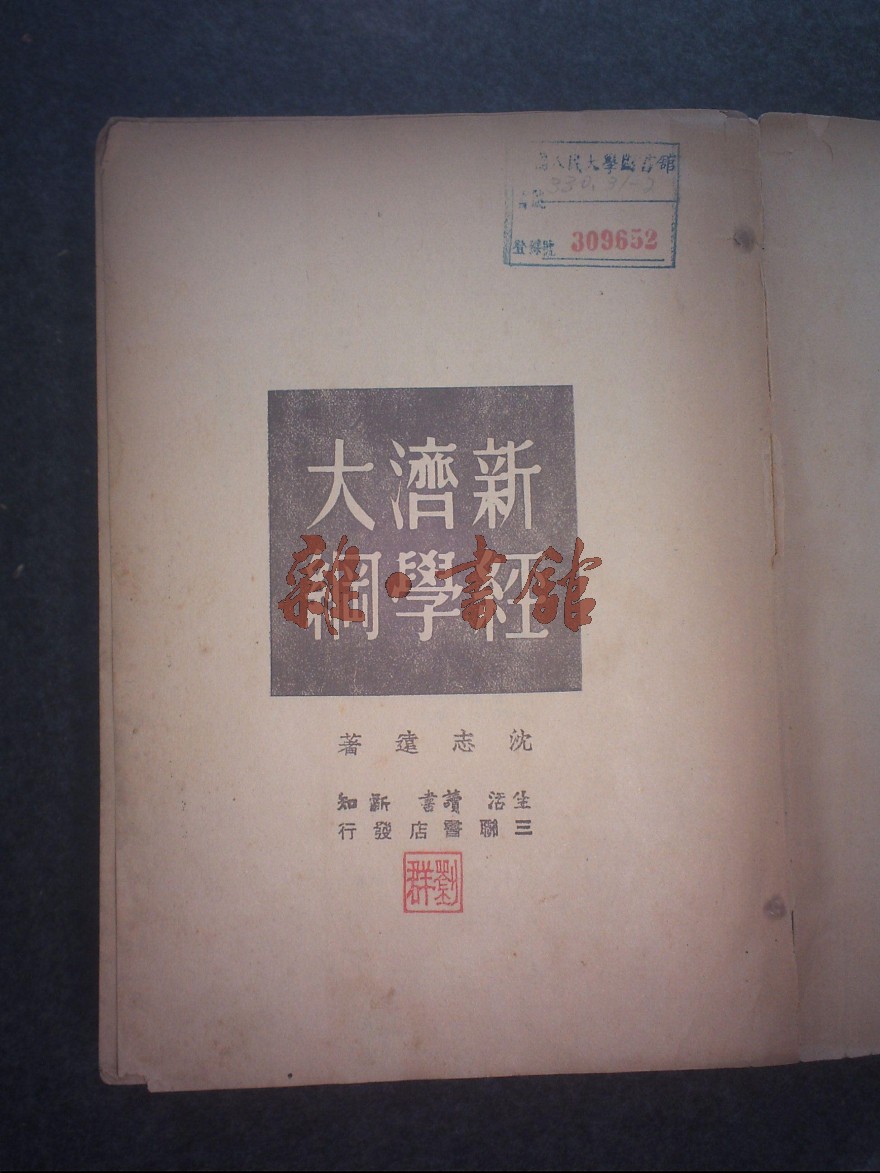 人民大學圖書館
登錄號 309652
新經
濟學
大綱
雜·書館
沈志遠著
生活 讀書 新知
三聯書店發行
劉群